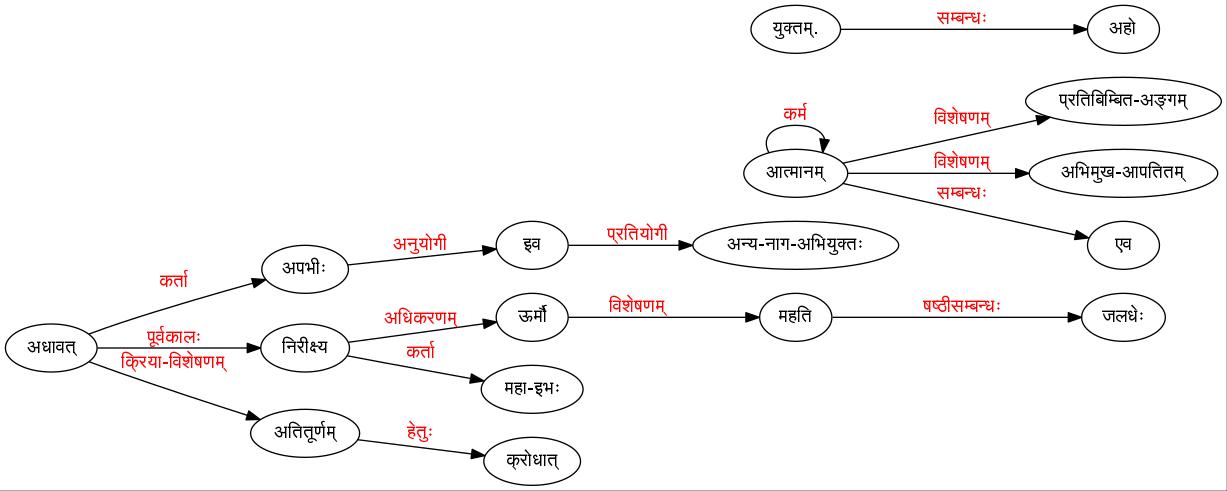 युक्तम्. सम्बन्धः अहो
प्रतिबिम्बित-अङ्गम्
कर्म विशेषणम्
आत्मानम् विशेषणम् अभिमुख-आपतितम्
सम्बन्धः
अनुयोगी इव प्रतियोगी अन्य-नाग-अभियुक्तः एव
कर्ता अपभीः
अधिकरणम् ऊर्मौ विशेषणम् महति षष्ठीसम्बन्धः जलधेः
अधावत् पूर्वकालः निरीक्ष्य
क्रिया-विशेषणम् कर्ता
महा-इभः
अतितूर्णम् हेतुः
क्रोधात्